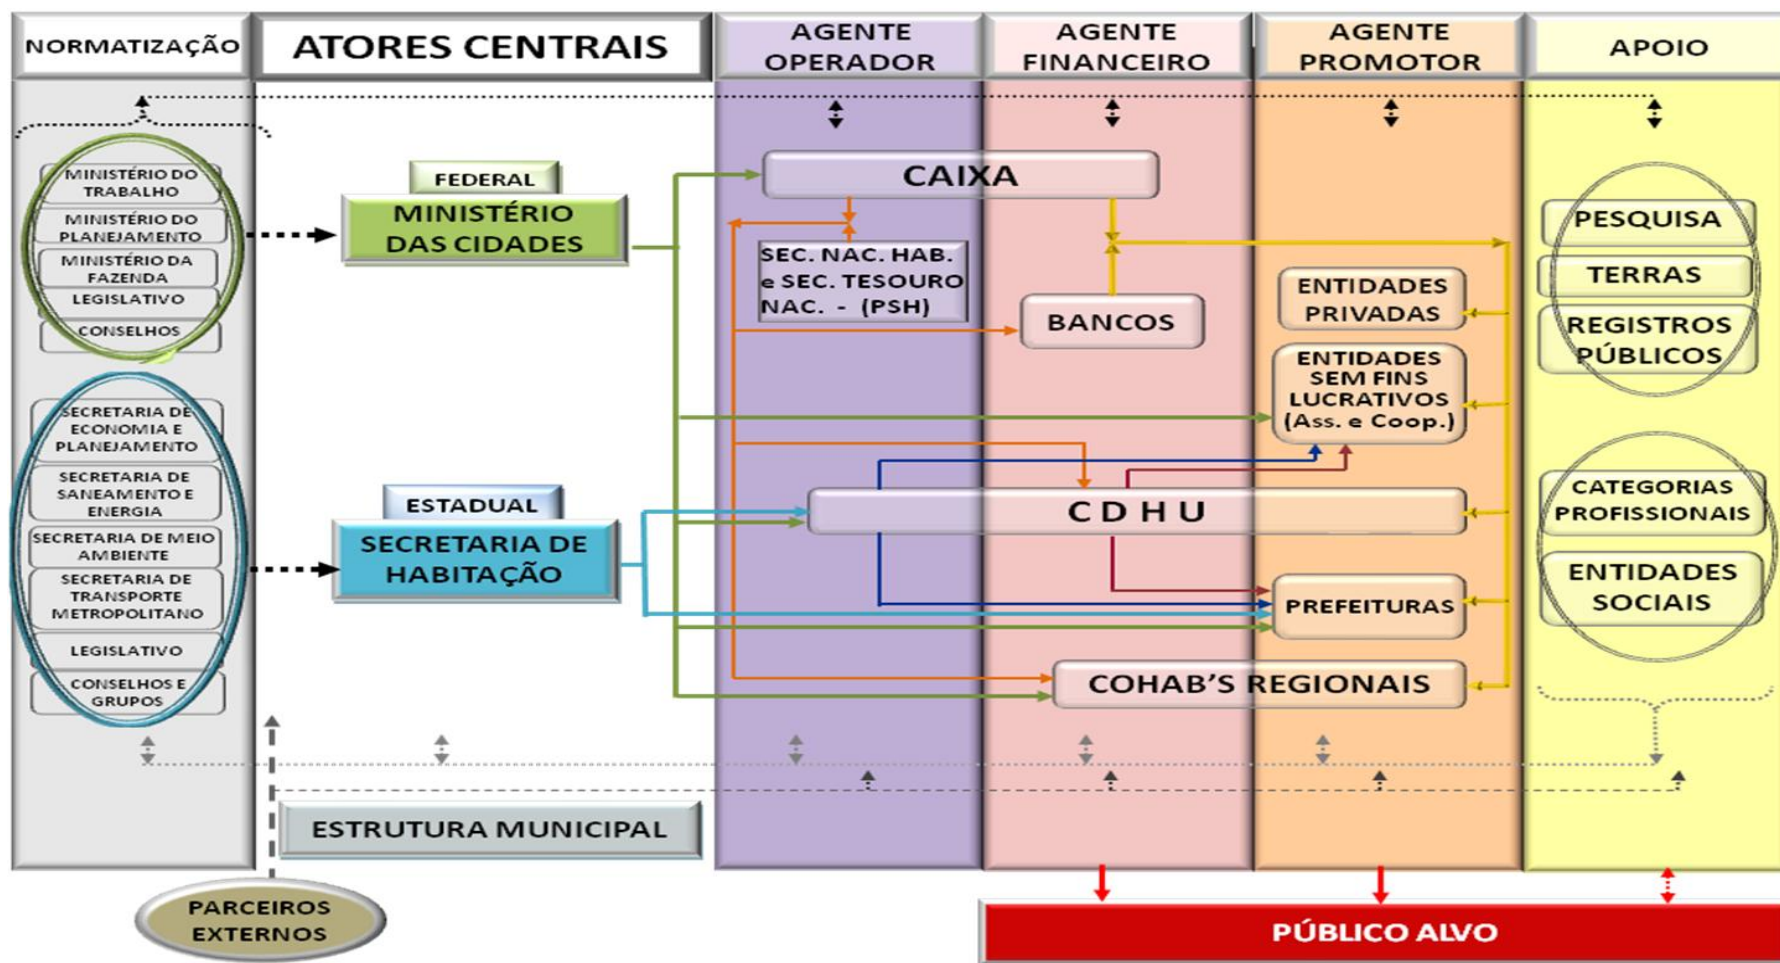 NORMATIZAÇÃO
ATORES CENTRAIS
AGENTE
OPERADOR
AGENTE
FINANCEIRO
AGENTE
PROMOTOR
APOIO
MINISTÉRIO DO
TRABALHO
MINISTÉRIO DO
PLANEJAMENTO
MINISTÉRIO DA
FAZENDA
LEGISLATIVO
CONSELHOS
SECRETARIA DE
ECONOMIA E
PLANEJAMENTO
SECRETARIA DE
SANEAMENTO E
ENERGIA
SECRETARIA DE MEIO
AMBIENTE
SECRETARIA DE
TRANSPORTE
METROPOLITANO
LEGISLATIVO
CONSELHOS E
GRUPOS
FEDERAL
MINISTÉRIO
DAS CIDADES
ESTADUAL
SECRETARIA DE
HABITAÇÃO
ESTRUTURA MUNICIPAL
CAIXA
SEC. NAC. HAB.
e SEC. TESOURO
NAC. - (PSH)
BANCOS
ENTIDADES
PRIVADAS
ENTIDADES
SEM FINS
LUCRATIVOS
(Ass. e Coop.)
C D H U
PREFEITURAS
COHAB'S REGIONAIS
PESQUISA
TERRAS
REGISTROS
PÚBLICOS
CATEGORIAS
PROFISSIONAIS
ENTIDADES
SOCIAIS
PARCEIROS
EXTERNOS
PÚBLICO ALVO